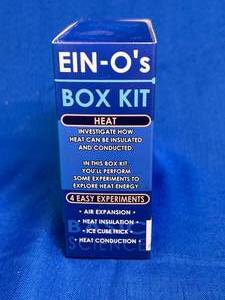 EIN-O's
BOX KIT
HEAT
INVESTIGATE HOW
HEAT CAN BE INSULATED
AND CONDUCTED.
IN THIS BOX KIT
YOU'LL PERFORM
SOME EXPERIMENTS TO
EXPLORE HEAT ENERGY
4 EASY EXPERIMENTS
• AIR EXPANSION •
• HEAT INSULATION •
• ICE CUBE TRICK •
• HEAT CONDUCTION •